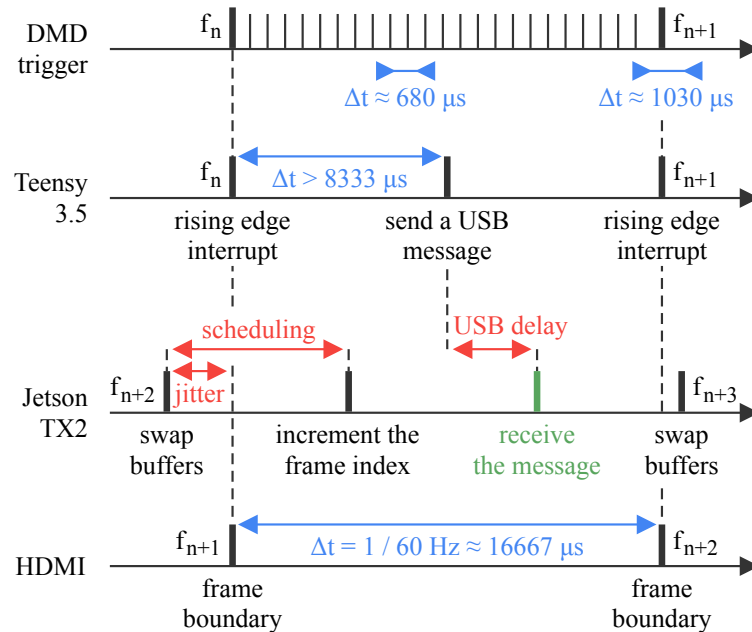 DMD
trigger
fn
fn+1
Δt ≈ 680 μs
Δt ≈ 1030 μs
Teensy
3.5
fn
Δt > 8333 μs
fn+1
rising edge
interrupt
send a USB
message
rising edge
interrupt
scheduling
USB delay
Jetson
TX2
fn+2
jitter
fn+3
swap
buffers
increment the
frame index
receive
the message
swap
buffers
HDMI
fn+1
Δt = 1 / 60 Hz ≈ 16667 μs
fn+2
frame
boundary
frame
boundary